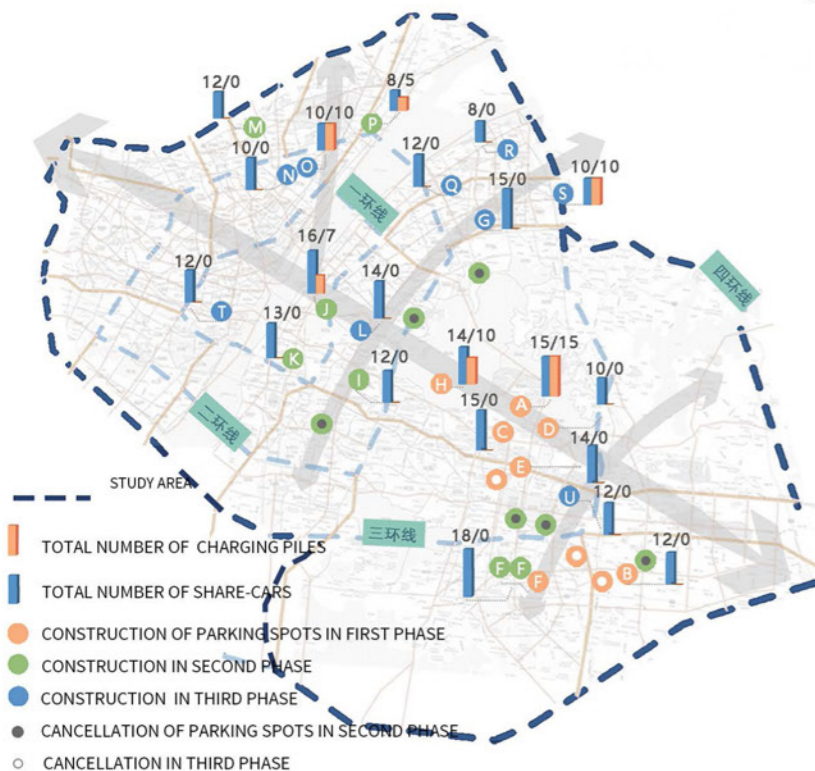 12/0
8/5
M
10/10
P
8/0
10/0
N
O
12/0
R
Q
10/10
一环线
15/0
S
G
16/7
四环线
12/0
14/0
J
T
13/0
L
14/10
15/15
K
12/0
10/0
I
H
A
15/0
二环线
C
D
14/0
E
STUDY AREA
U
12/0
三环线
TOTAL NUMBER OF CHARGING PILES
18/0
12/0
F
F
F
B
TOTAL NUMBER OF SHARE-CARS
CONSTRUCTION OF PARKING SPOTS IN FIRST PHASE
CONSTRUCTION IN SECOND PHASE
CONSTRUCTION IN THIRD PHASE
CANCELLATION OF PARKING SPOTS IN SECOND PHASE
CANCELLATION IN THIRD PHASE